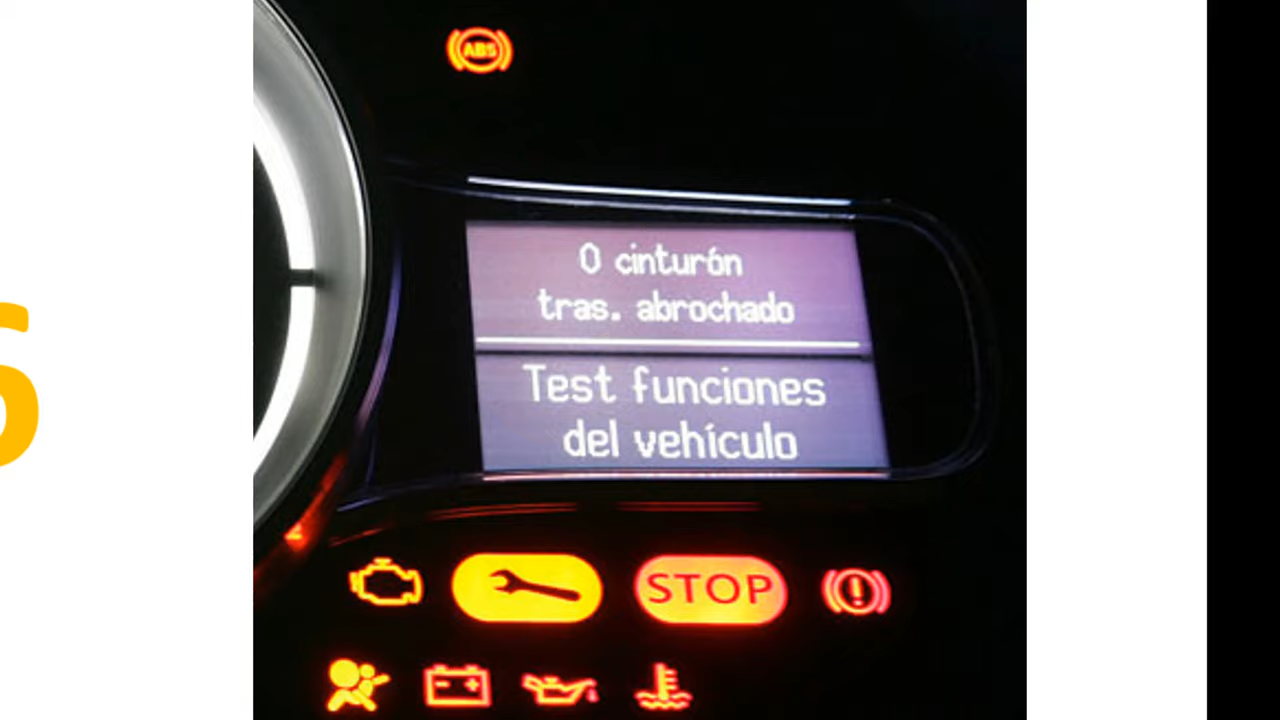 ABS
0 cinturón
tras. abrochado
Test funciones
del vehículo
STOP